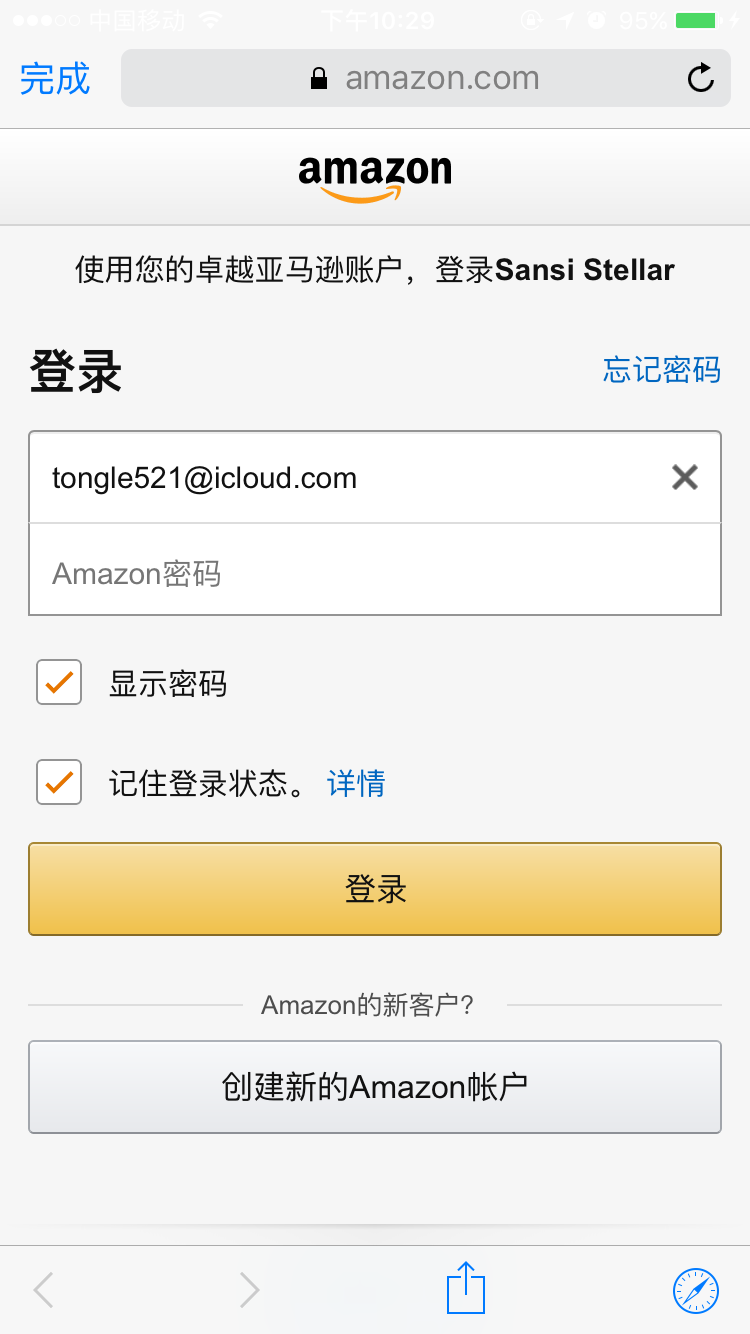 中国移动 下午10:29 95%
完成 amazon.com
amazon
使用您的卓越亚马逊账户，登录Sansi Stellar
登录 忘记密码
tongle521@icloud.com
Amazon密码
显示密码
记住登录状态。 详情
登录
Amazon的新客户?
创建新的Amazon帐户